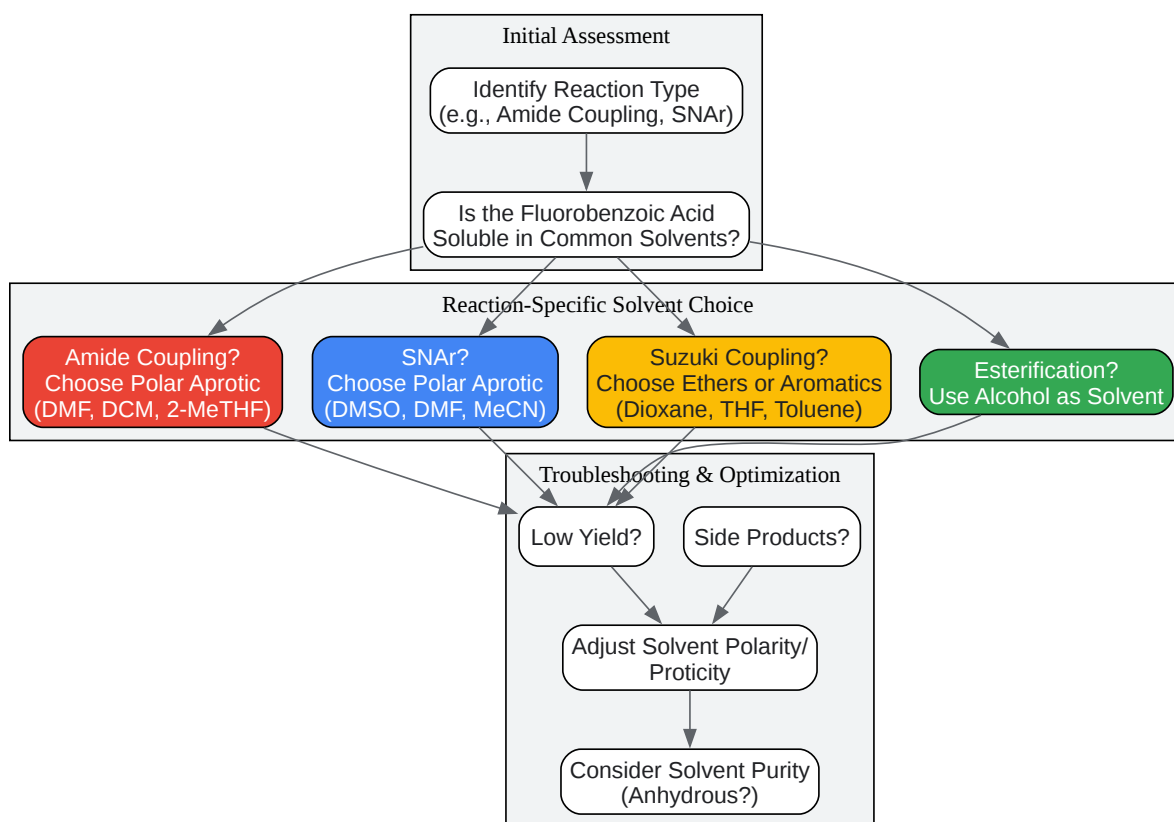 Initial Assessment
Identify Reaction Type
(e.g., Amide Coupling, SNAr)
Is the Fluorobenzoic Acid
Soluble in Common Solvents?
Reaction-Specific Solvent Choice
Amide Coupling?
Choose Polar Aprotic
(DMF, DCM, 2-MeTHF)
SNAr?
Choose Polar Aprotic
(DMSO, DMF, MeCN)
Suzuki Coupling?
Choose Ethers or Aromatics
(Dioxane, THF, Toluene)
Esterification?
Use Alcohol as Solvent
Troubleshooting & Optimization
Low Yield?
Side Products?
Adjust Solvent Polarity/
Proticity
Consider Solvent Purity
(Anhydrous?)